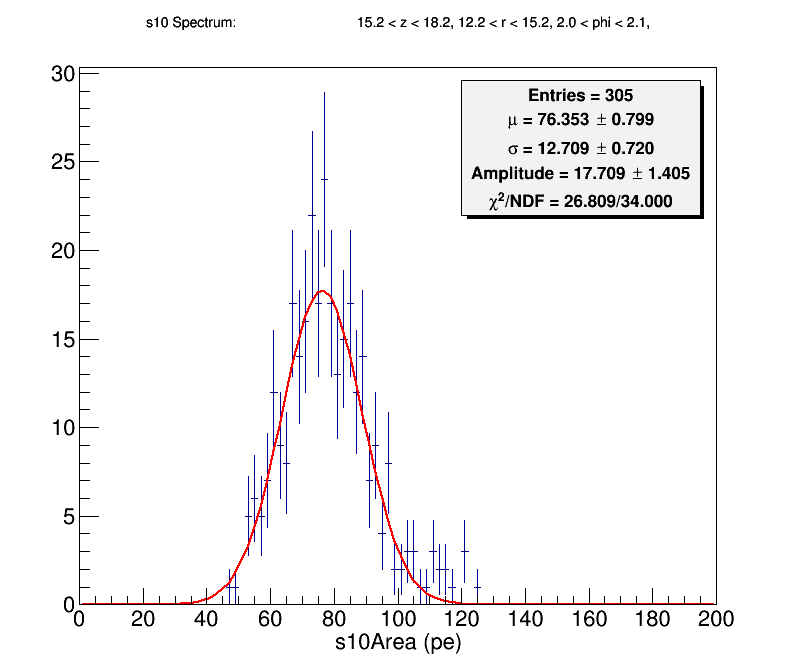 s10 Spectrum: 15.2 < z < 18.2, 12.2 < r < 15.2, 2.0 < phi < 2.1,
Entries = 305
μ = 76.353 ± 0.799
σ = 12.709 ± 0.720
Amplitude = 17.709 ± 1.405
χ²/NDF = 26.809/34.000
30
25
20
15
10
5
0
0 20 40 60 80 100 120 140 160 180 200
s10Area (pe)